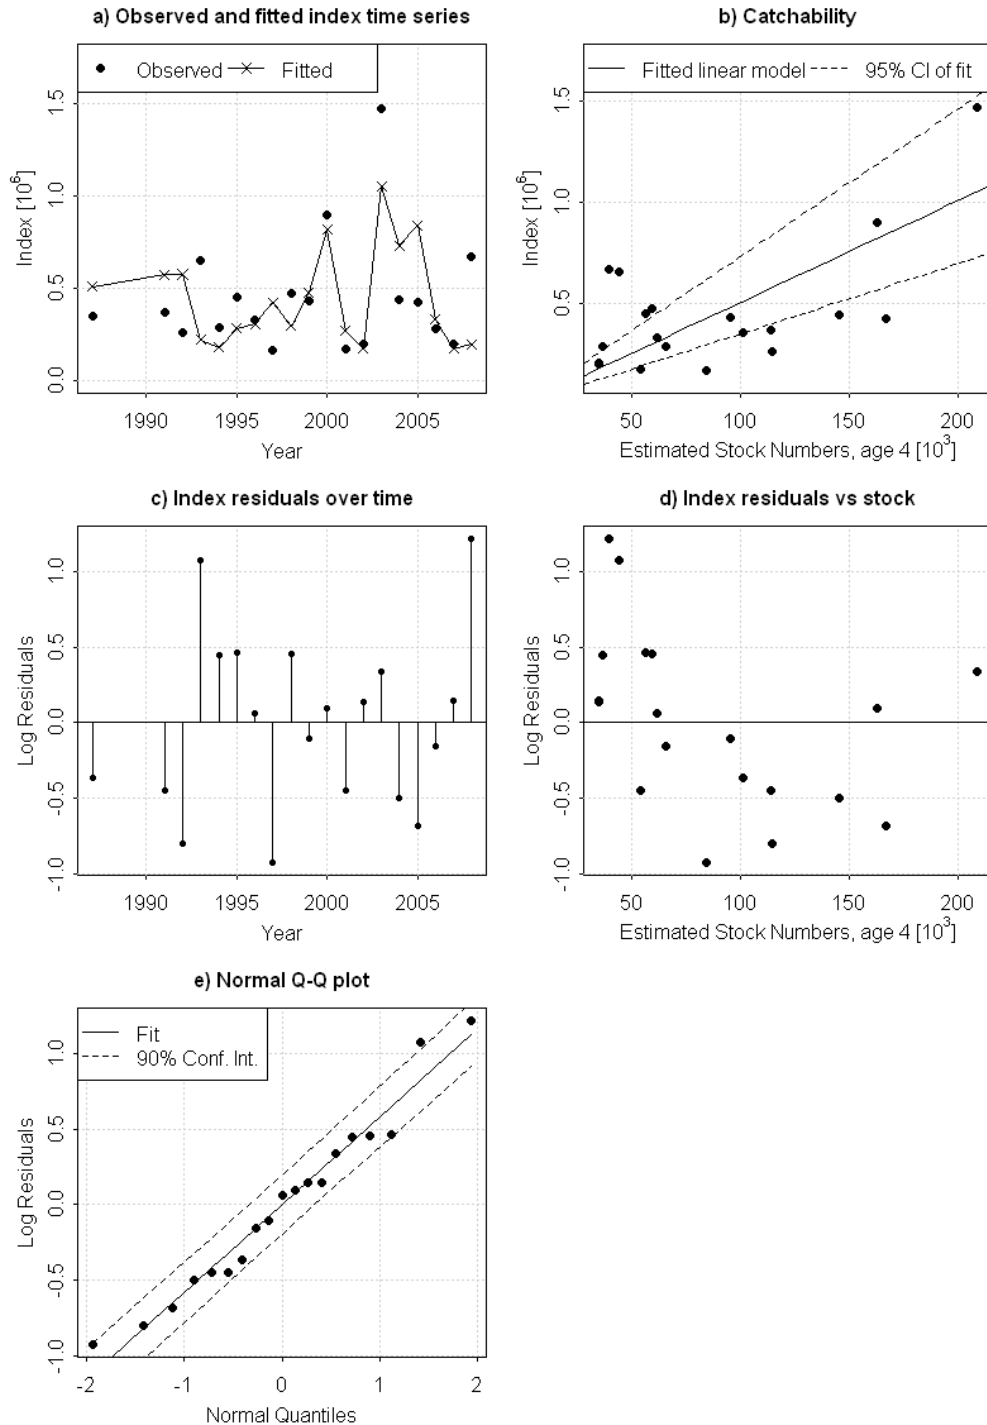 a) Observed and fitted index time series
Observed
Fitted
1.5
1.0
0.5
0.0
Index [10^6]
1990 1995 2000 2005
Year
b) Catchability
Fitted linear model
95% CI of fit
1.5
1.0
0.5
Index [10^6]
50 100 150 200
Estimated Stock Numbers, age 4 [10^3]
c) Index residuals over time
1.0
0.5
0.0
-0.5
-1.0
Log Residuals
1990 1995 2000 2005
Year
d) Index residuals vs stock
1.0
0.5
0.0
-0.5
-1.0
Log Residuals
50 100 150 200
Estimated Stock Numbers, age 4 [10^3]
e) Normal Q-Q plot
Fit
90% Conf. Int.
1.0
0.5
0.0
-0.5
-1.0
Log Residuals
-2 -1 0 1 2
Normal Quantiles